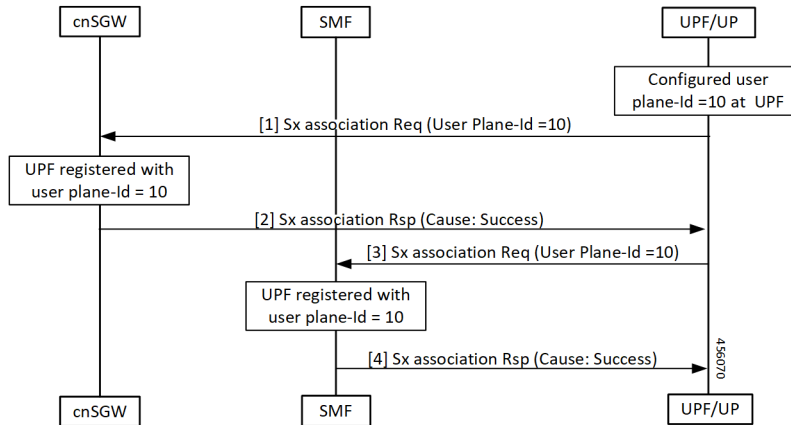 cnSGW
SMF
UPF/UP
Configured user
plane-Id =10 at  UPF
[1] Sx association Req (User Plane-Id =10)
UPF registered with
user plane-Id = 10
[2] Sx association Rsp (Cause: Success)
[3] Sx association Req (User Plane-Id =10)
UPF registered with
user plane-Id = 10
[4] Sx association Rsp (Cause: Success)
456070
cnSGW
SMF
UPF/UP